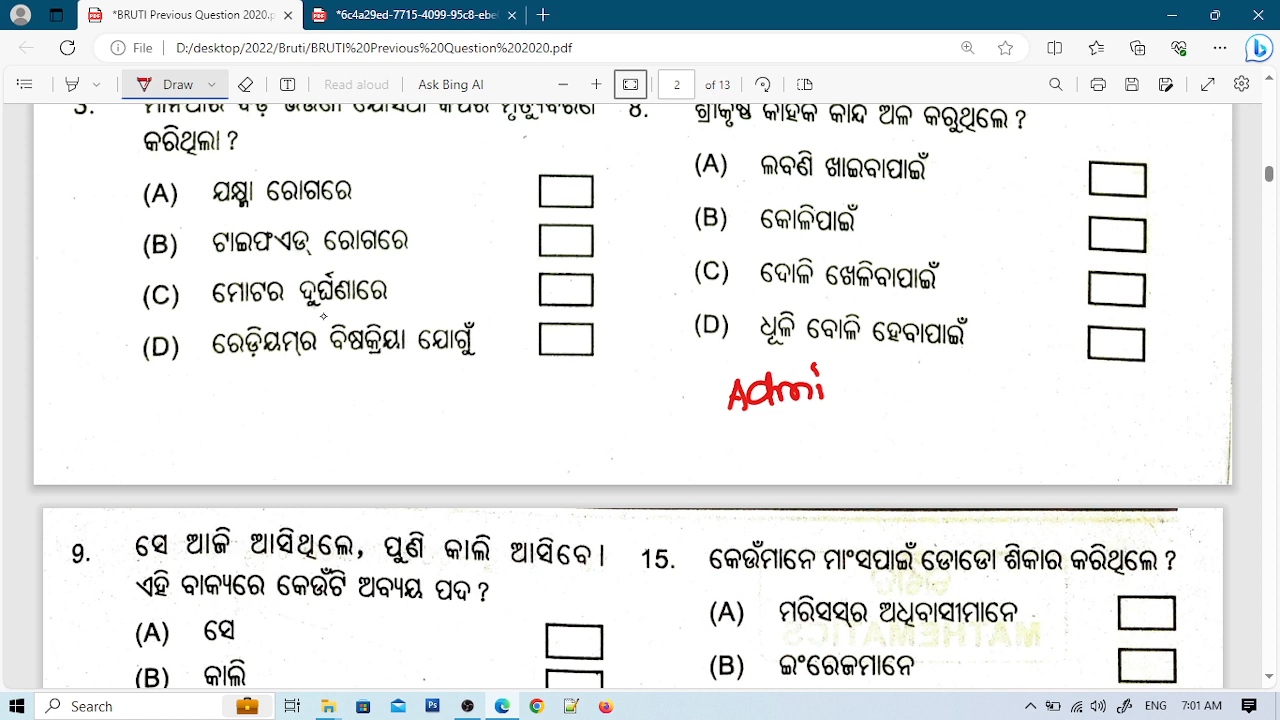 *BRUTI Previous Question 2020.p
*6c4a29ed-7715-4099-95c8-ebe
File
D:/desktop/2022/Bruti/BRUTI%20Previous%20Question%202020.pdf
Draw
Read aloud
Ask Bing AI
2
of 13
3.
କରିଥିଲା ?
(A) ଯକ୍ଷ୍ମା ରୋଗରେ
(B) ଟାଇଫଏଡ୍ ରୋଗରେ
(C) ମୋଟର ଦୁର୍ଘଣାରେ
(D) ରେଡ଼ିୟମ୍‌ର ବିଷକ୍ରିୟା ଯୋଗୁଁ
8. ଶ୍ରୀକୃଷ୍ଣ କାହିଁକି କାନ୍ଦି ଅଳି କରୁଥିଲେ ?
(A) ଲବଣି ଖାଇବାପାଇଁ
(B) କୋଳିପାଇଁ
(C) ଦୋଳି ଖେଳିବାପାଇଁ
(D) ଧୂଳି ବୋଳି ହେବାପାଇଁ
Admi
9. ସେ ଆଜି ଆସିଥିଲେ, ପୁଣି କାଲି ଆସିବେ।
ଏହି ବାକ୍ୟରେ କେଉଁଟି ଅବ୍ୟୟ ପଦ ?
(A) ସେ
(B) କାଲି
15. କେଉଁମାନେ ମାଂସପାଇଁ ଡୋଡୋ ଶିକାର କରିଥିଲେ ?
(A) ମରିସସ୍‌ର ଅଧିବାସୀମାନେ
(B) ଇଂରେଜମାନେ
Search
ENG
7:01 AM